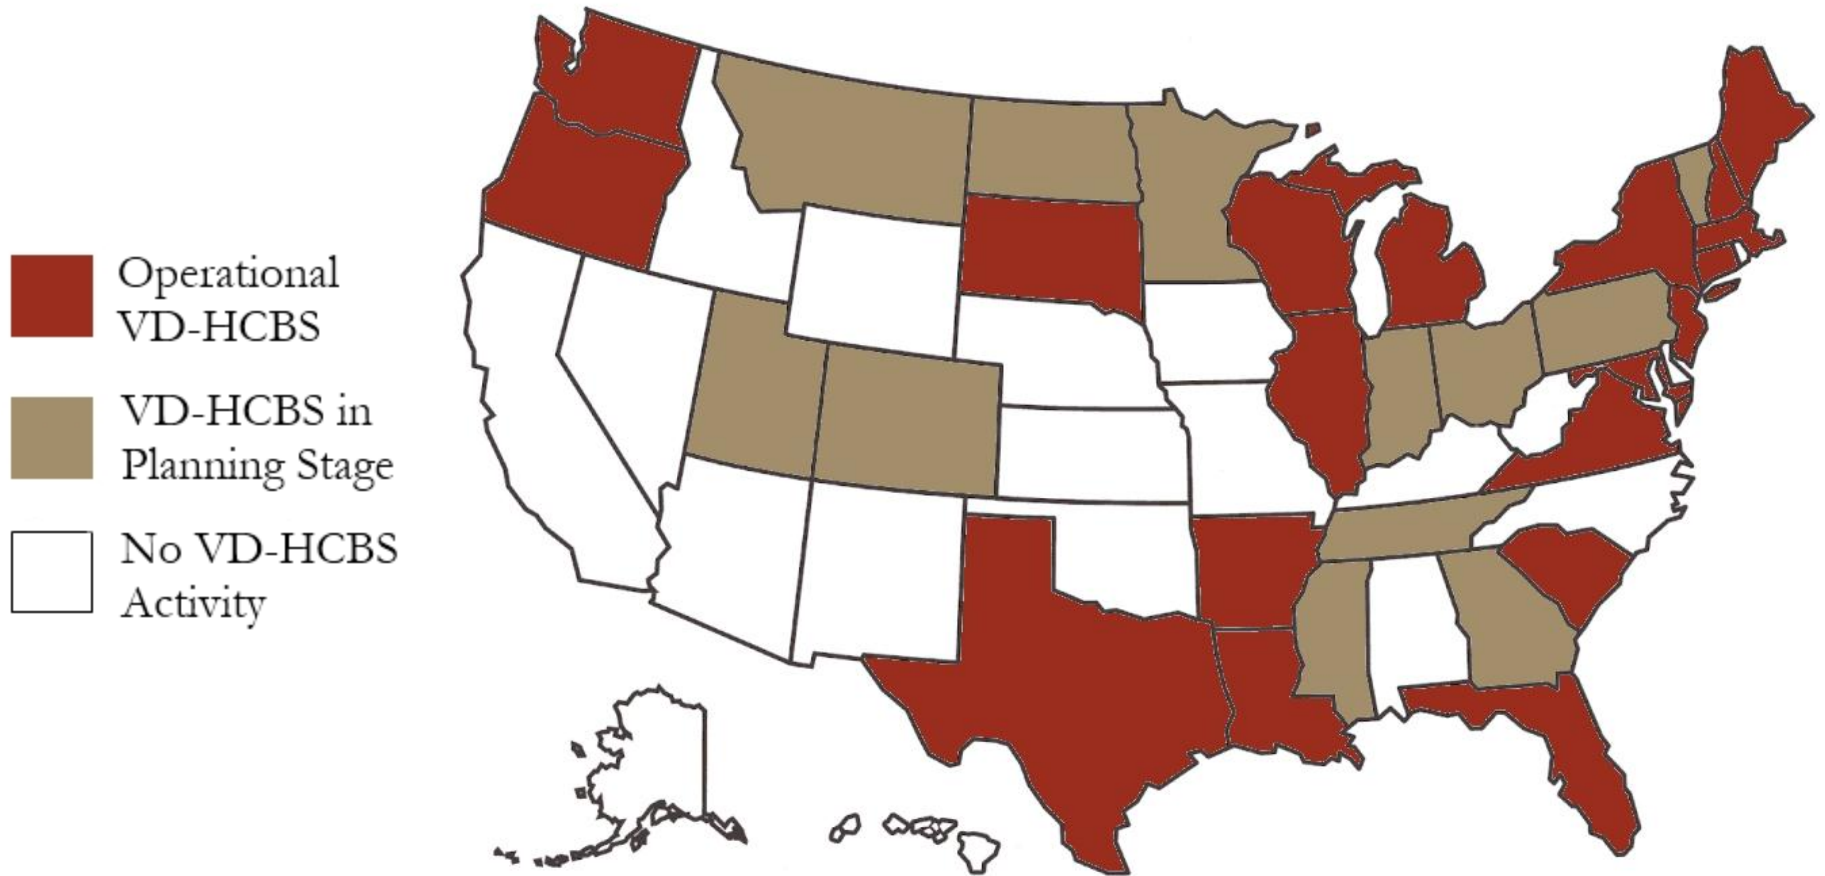 Operational
VD-HCBS
VD-HCBS in
Planning Stage
No VD-HCBS
Activity